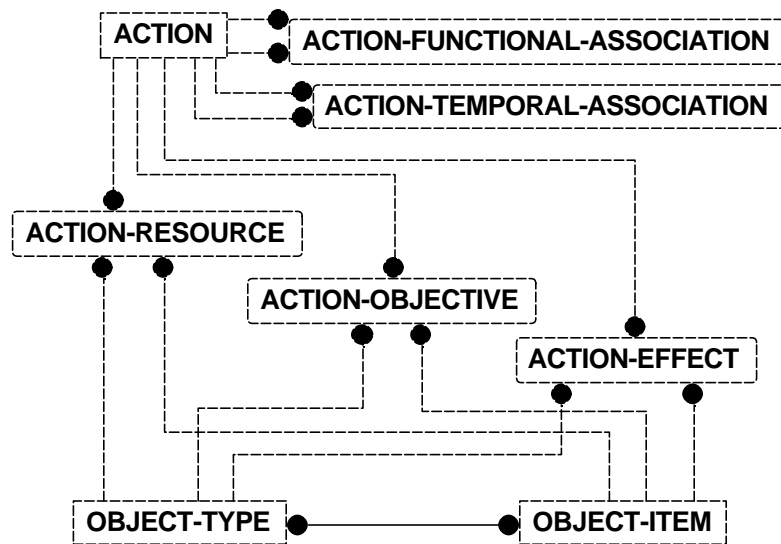 ACTION
ACTION-FUNCTIONAL-ASSOCIATION
ACTION-TEMPORAL-ASSOCIATION
ACTION-RESOURCE
ACTION-OBJECTIVE
ACTION-EFFECT
OBJECT-TYPE
OBJECT-ITEM